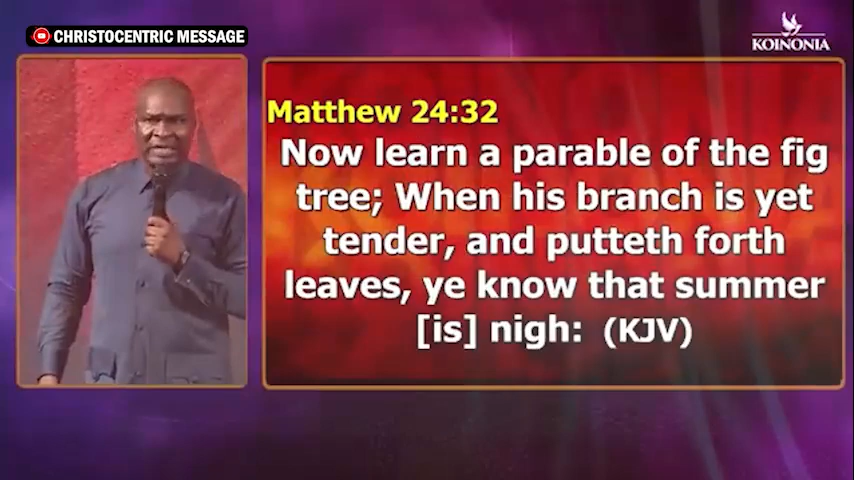 CHRISTOCENTRIC MESSAGE
KOINONIA
Matthew 24:32
Now learn a parable of the fig
tree; When his branch is yet
tender, and putteth forth
leaves, ye know that summer
[is] nigh: (KJV)